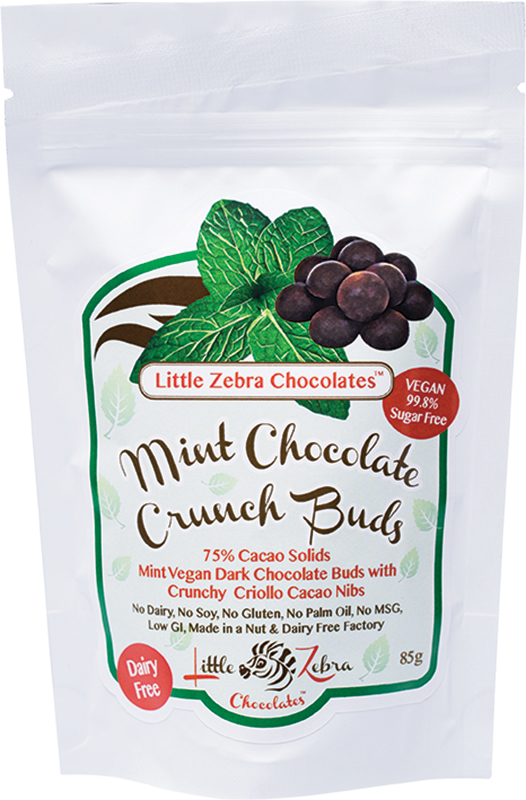 Little Zebra Chocolates™
VEGAN
99.8%
Sugar Free
Mint Chocolate
Crunch Buds
75% Cacao Solids
Mint Vegan Dark Chocolate Buds with
Crunchy Criollo Cacao Nibs
No Dairy, No Soy, No Gluten, No Palm Oil, No MSG,
Low GI, Made in a Nut & Dairy Free Factory
Dairy
Free
Little Zebra
Chocolates™
85g